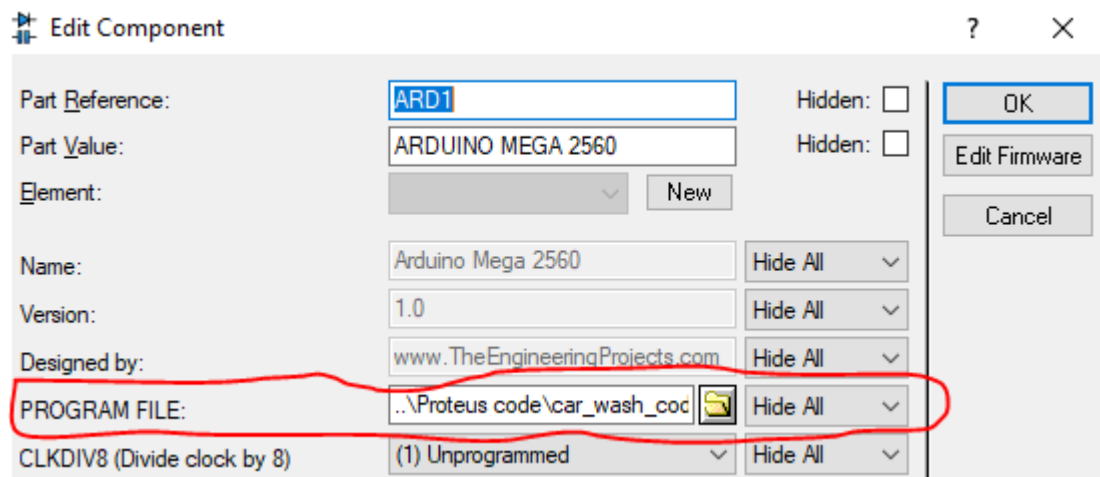 Edit Component
? ×
Part Reference: ARD1 Hidden: OK
Part Value: ARDUINO MEGA 2560 Hidden: Edit Firmware
Element: New Cancel
Name: Arduino Mega 2560 Hide All
Version: 1.0 Hide All
Designed by: www.TheEngineeringProjects.com Hide All
PROGRAM FILE: ..\Proteus code\car_wash_cod Hide All
CLKDIV8 (Divide clock by 8) (1) Unprogrammed Hide All